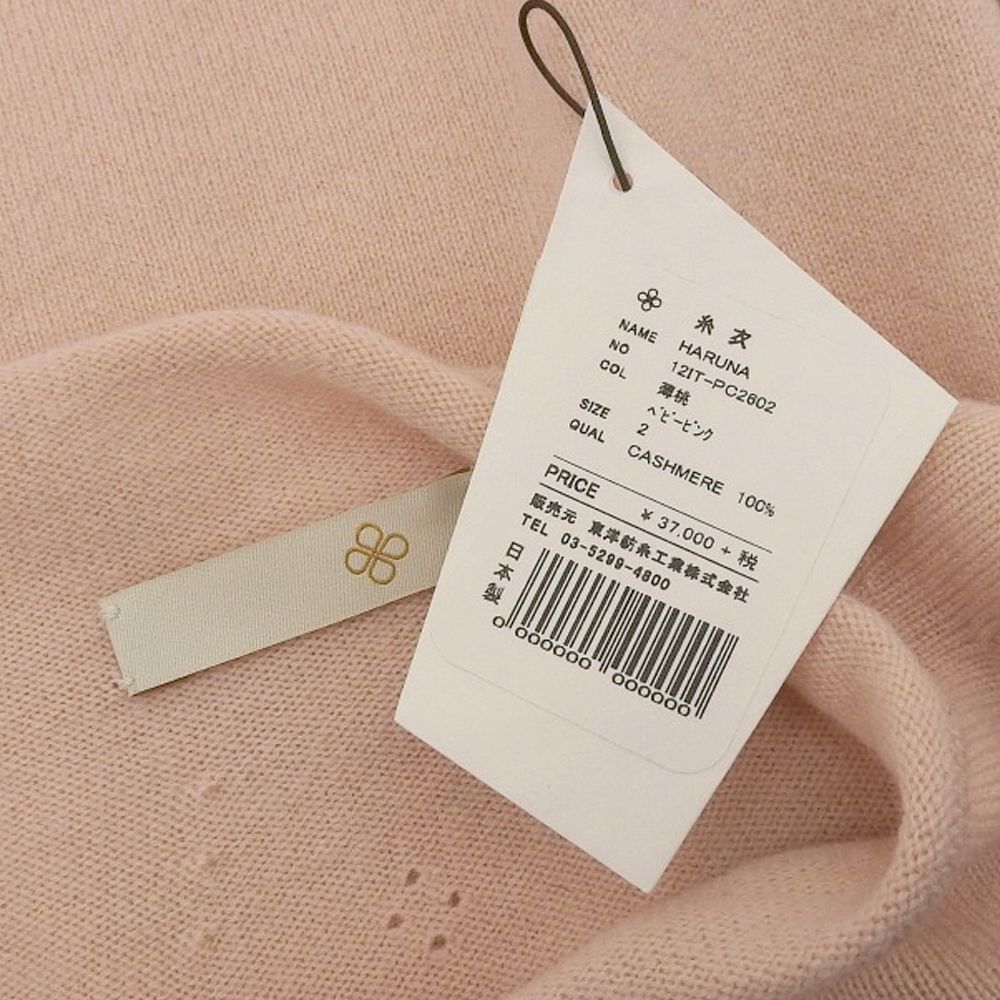 糸友
NAME HARUNA
NO 12IT-PC2602
COL 薄桃
ﾍﾞﾋﾞｰﾋﾟﾝｸ
SIZE 2
QUAL CASHMERE 100%
PRICE ¥ 37,000 + 税
販売元 東洋紡糸工業株式会社
TEL 03-5299-4800
日本製
0 000000 000000